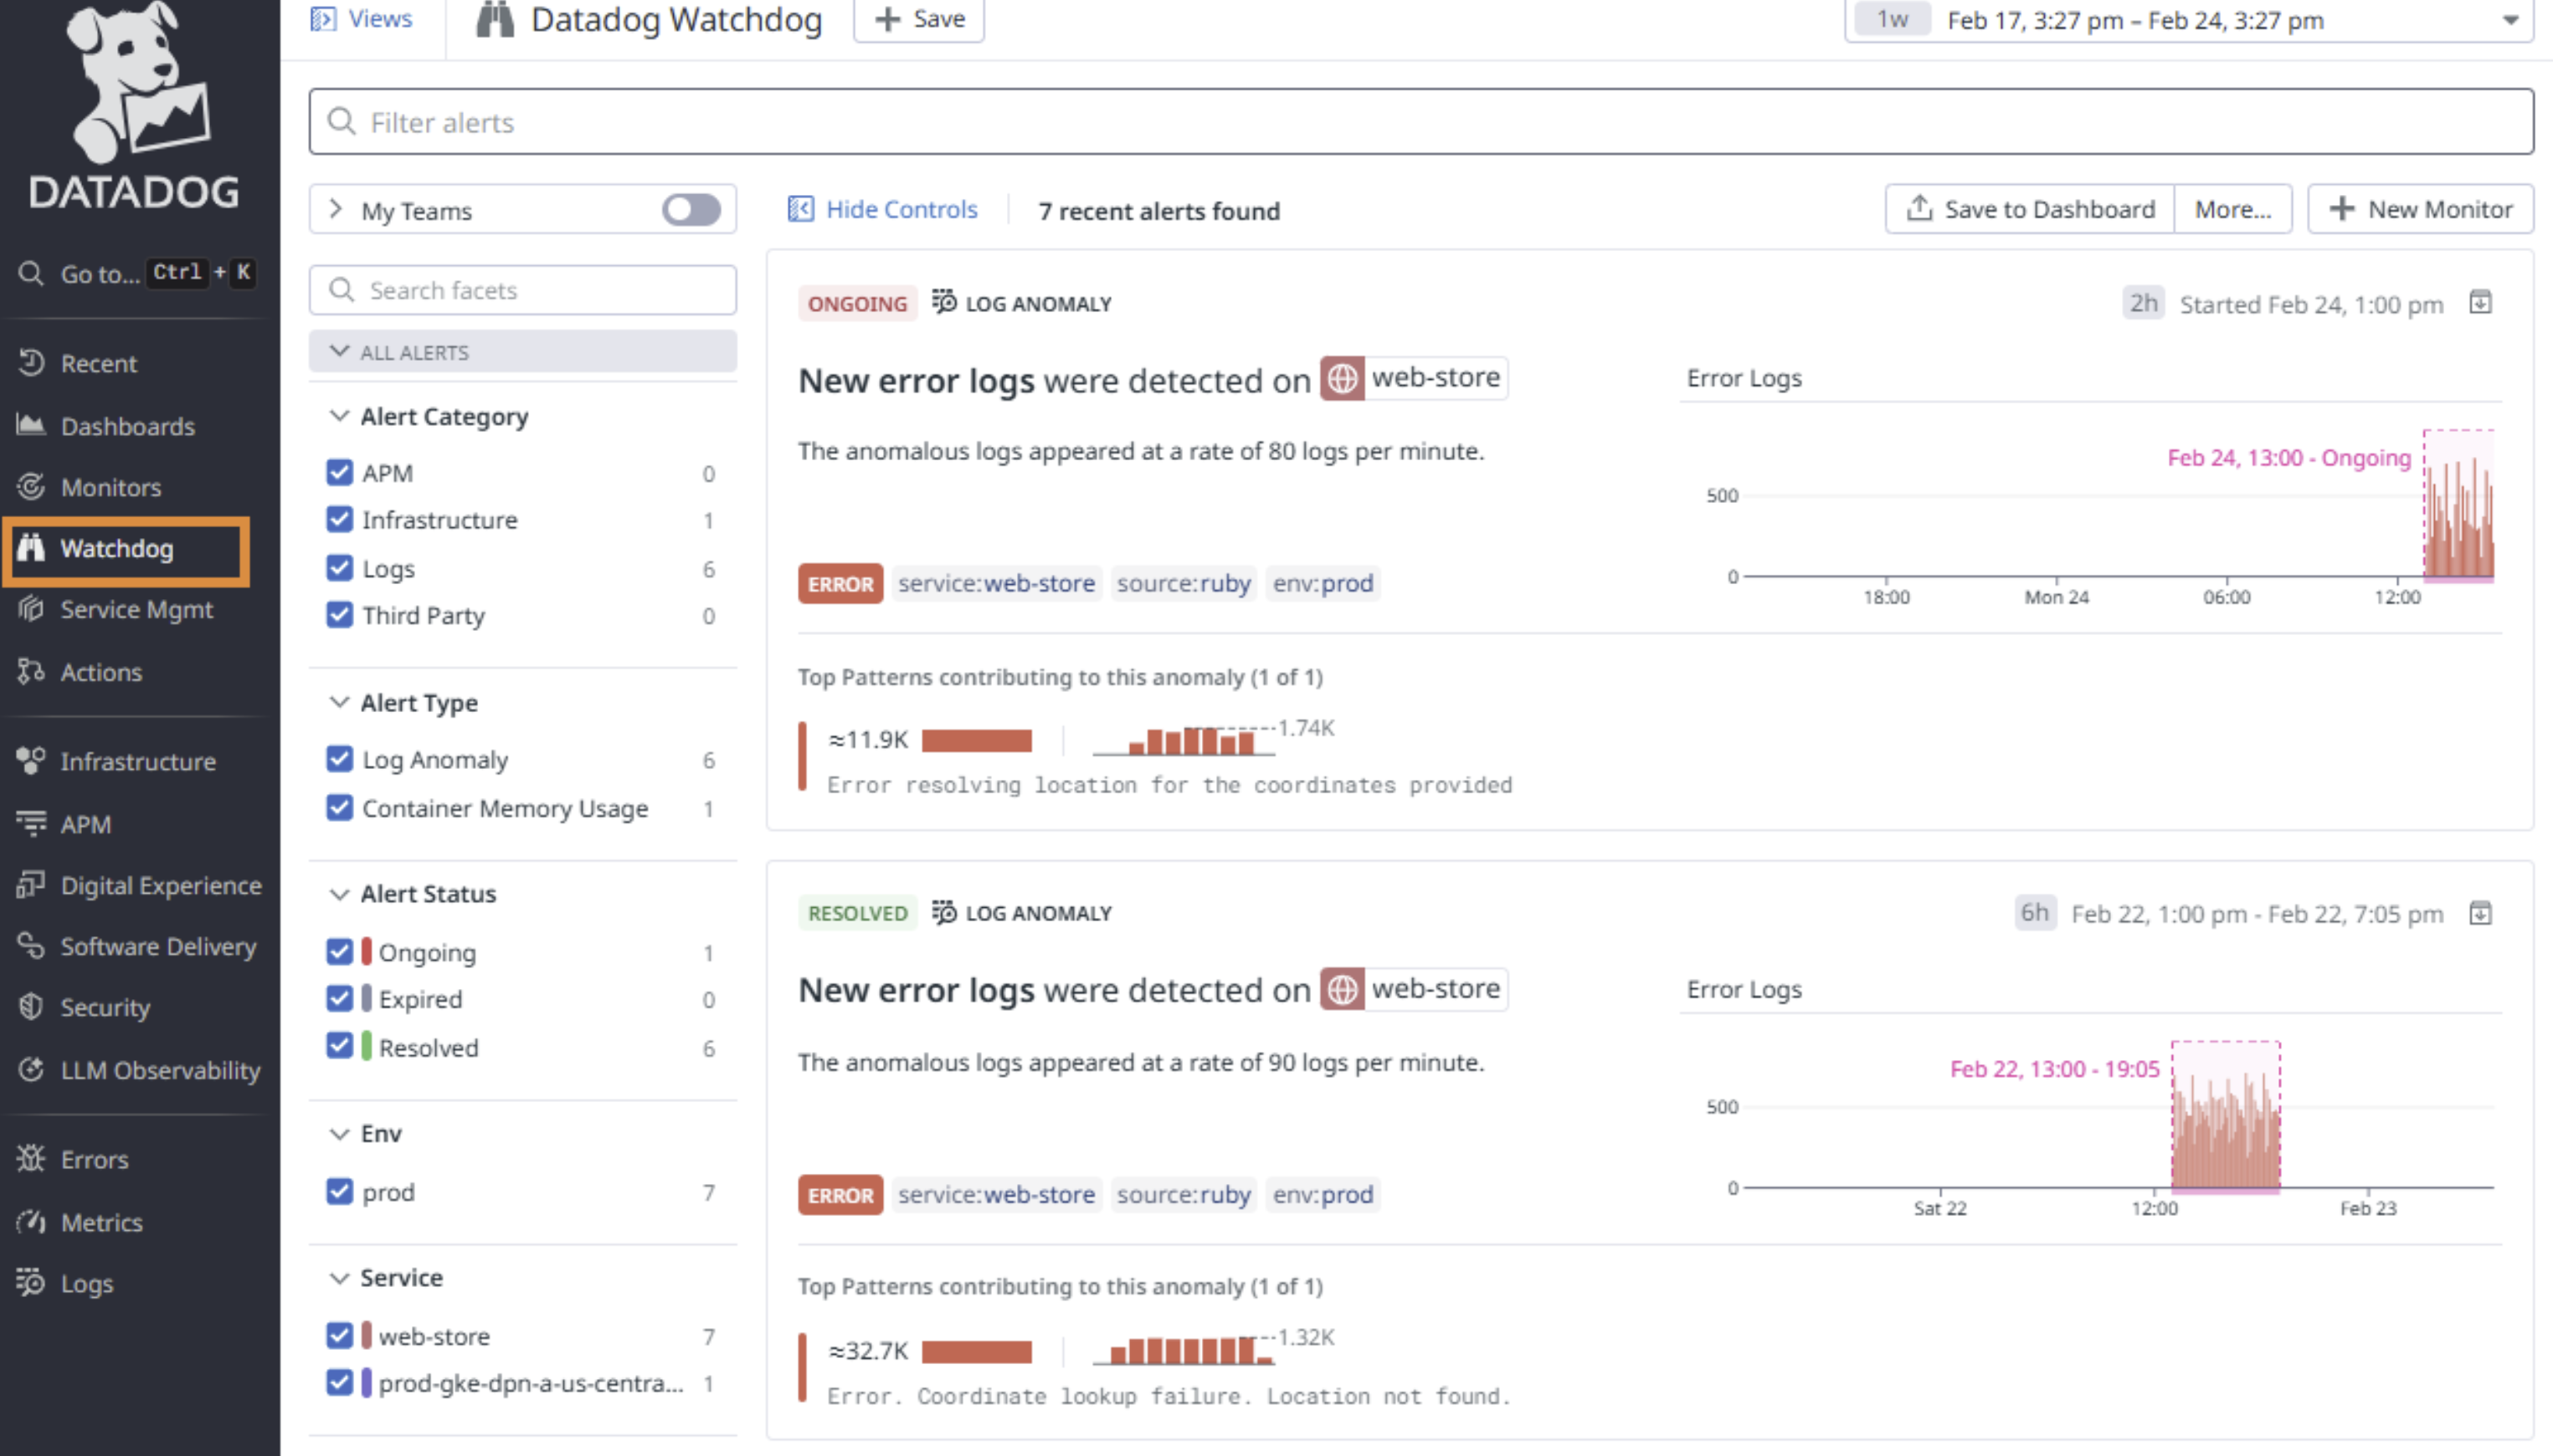 DATADOG
Go to... Ctrl + K
Recent
Dashboards
Monitors
Watchdog
Service Mgmt
Actions
Infrastructure
APM
Digital Experience
Software Delivery
Security
LLM Observability
Errors
Metrics
Logs
Views
Datadog Watchdog
+ Save
1w Feb 17, 3:27 pm – Feb 24, 3:27 pm
Filter alerts
My Teams
Search facets
ALL ALERTS
Alert Category
APM 0
Infrastructure 1
Logs 6
Third Party 0
Alert Type
Log Anomaly 6
Container Memory Usage 1
Alert Status
Ongoing 1
Expired 0
Resolved 6
Env
prod 7
Service
web-store 7
prod-gke-dpn-a-us-centra... 1
Hide Controls
7 recent alerts found
Save to Dashboard
More...
+ New Monitor
ONGOING LOG ANOMALY
2h Started Feb 24, 1:00 pm
New error logs were detected on web-store
The anomalous logs appeared at a rate of 80 logs per minute.
ERROR service:web-store source:ruby env:prod
Error Logs
Feb 24, 13:00 - Ongoing
500
0
18:00 Mon 24 06:00 12:00
Top Patterns contributing to this anomaly (1 of 1)
≈11.9K 1.74K
Error resolving location for the coordinates provided
RESOLVED LOG ANOMALY
6h Feb 22, 1:00 pm - Feb 22, 7:05 pm
New error logs were detected on web-store
The anomalous logs appeared at a rate of 90 logs per minute.
ERROR service:web-store source:ruby env:prod
Error Logs
Feb 22, 13:00 - 19:05
500
0
Sat 22 12:00 Feb 23
Top Patterns contributing to this anomaly (1 of 1)
≈32.7K 1.32K
Error. Coordinate lookup failure. Location not found.